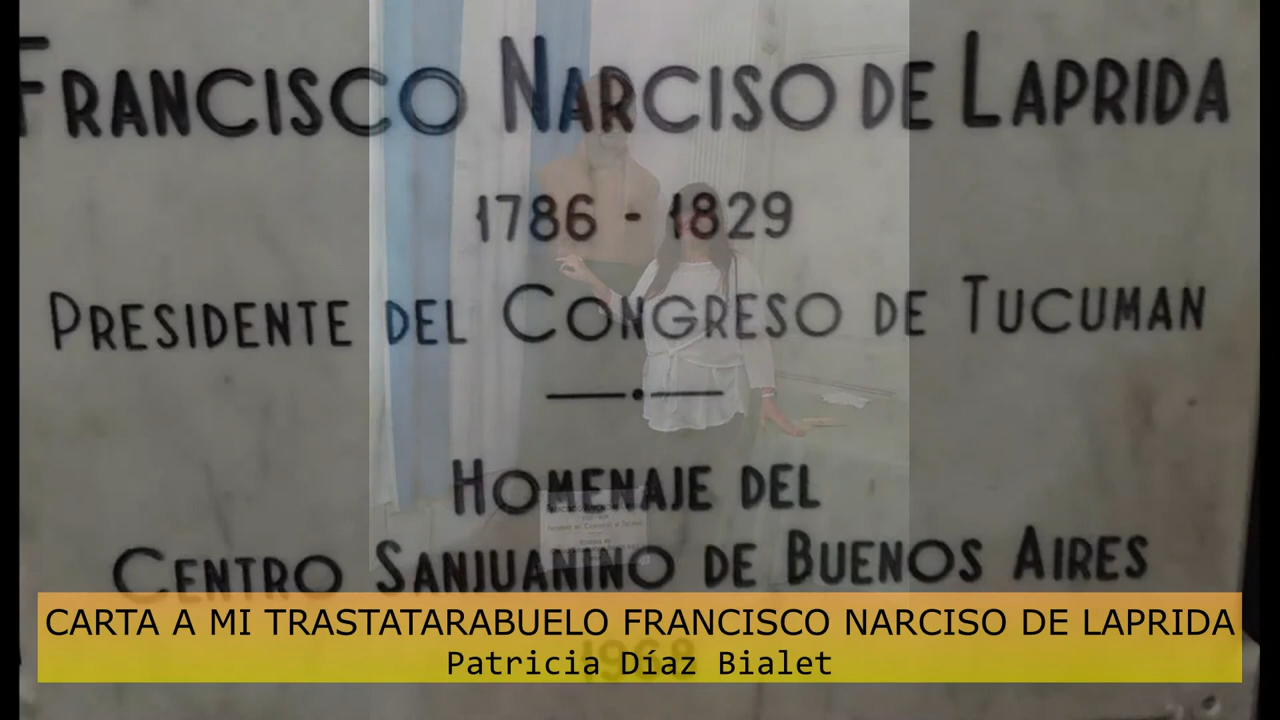 FRANCISCO NARCISO DE LAPRIDA
1786 - 1829
PRESIDENTE DEL CONGRESO DE TUCUMAN
HOMENAJE DEL
CENTRO SANJUANINO DE BUENOS AIRES
CARTA A MI TRASTATARABUELO FRANCISCO NARCISO DE LAPRIDA
1968
Patricia Díaz Bialet